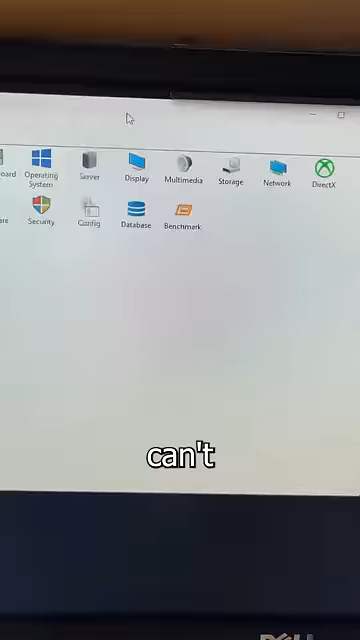 oard Operating System Server Display Multimedia Storage Network DirectX
are Security Config Database Benchmark
can't
DELL